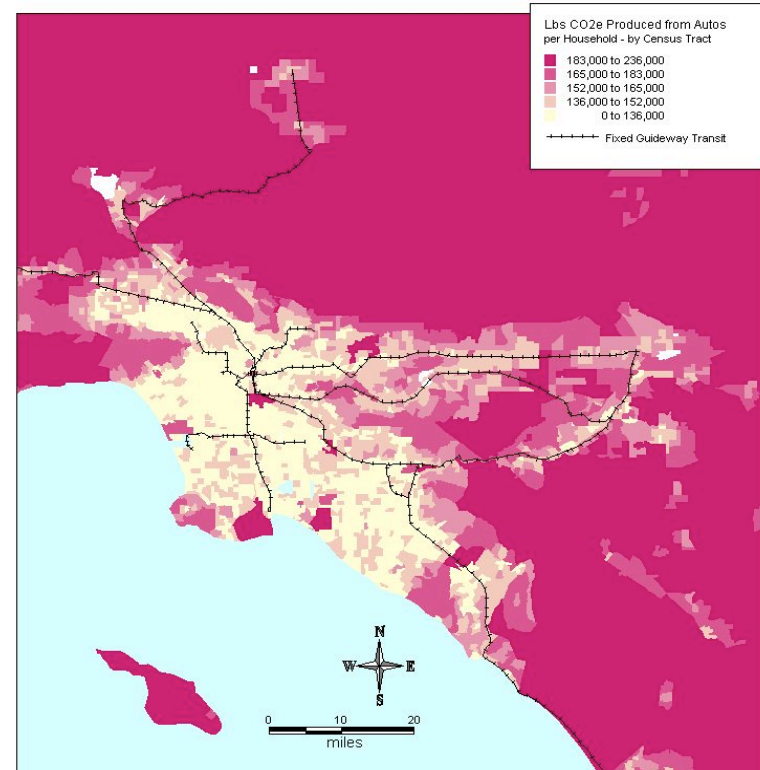 Lbs CO2e Produced from Autos
per Household - by Census Tract
183,000 to 236,000
165,000 to 183,000
152,000 to 165,000
136,000 to 152,000
0 to 136,000
Fixed Guideway Transit
N
W E
S
0 10 20
miles